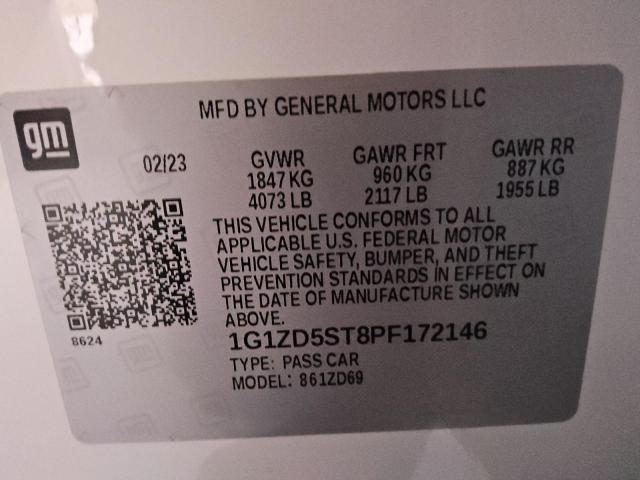 MFD BY GENERAL MOTORS LLC
gm
02/23
GVWR GAWR FRT GAWR RR
1847 KG 960 KG 887 KG
4073 LB 2117 LB 1955 LB
THIS VEHICLE CONFORMS TO ALL
APPLICABLE U.S. FEDERAL MOTOR
VEHICLE SAFETY, BUMPER, AND THEFT
PREVENTION STANDARDS IN EFFECT ON
THE DATE OF MANUFACTURE SHOWN
ABOVE.
8624
1G1ZD5ST8PF172146
TYPE: PASS CAR
MODEL: 861ZD69